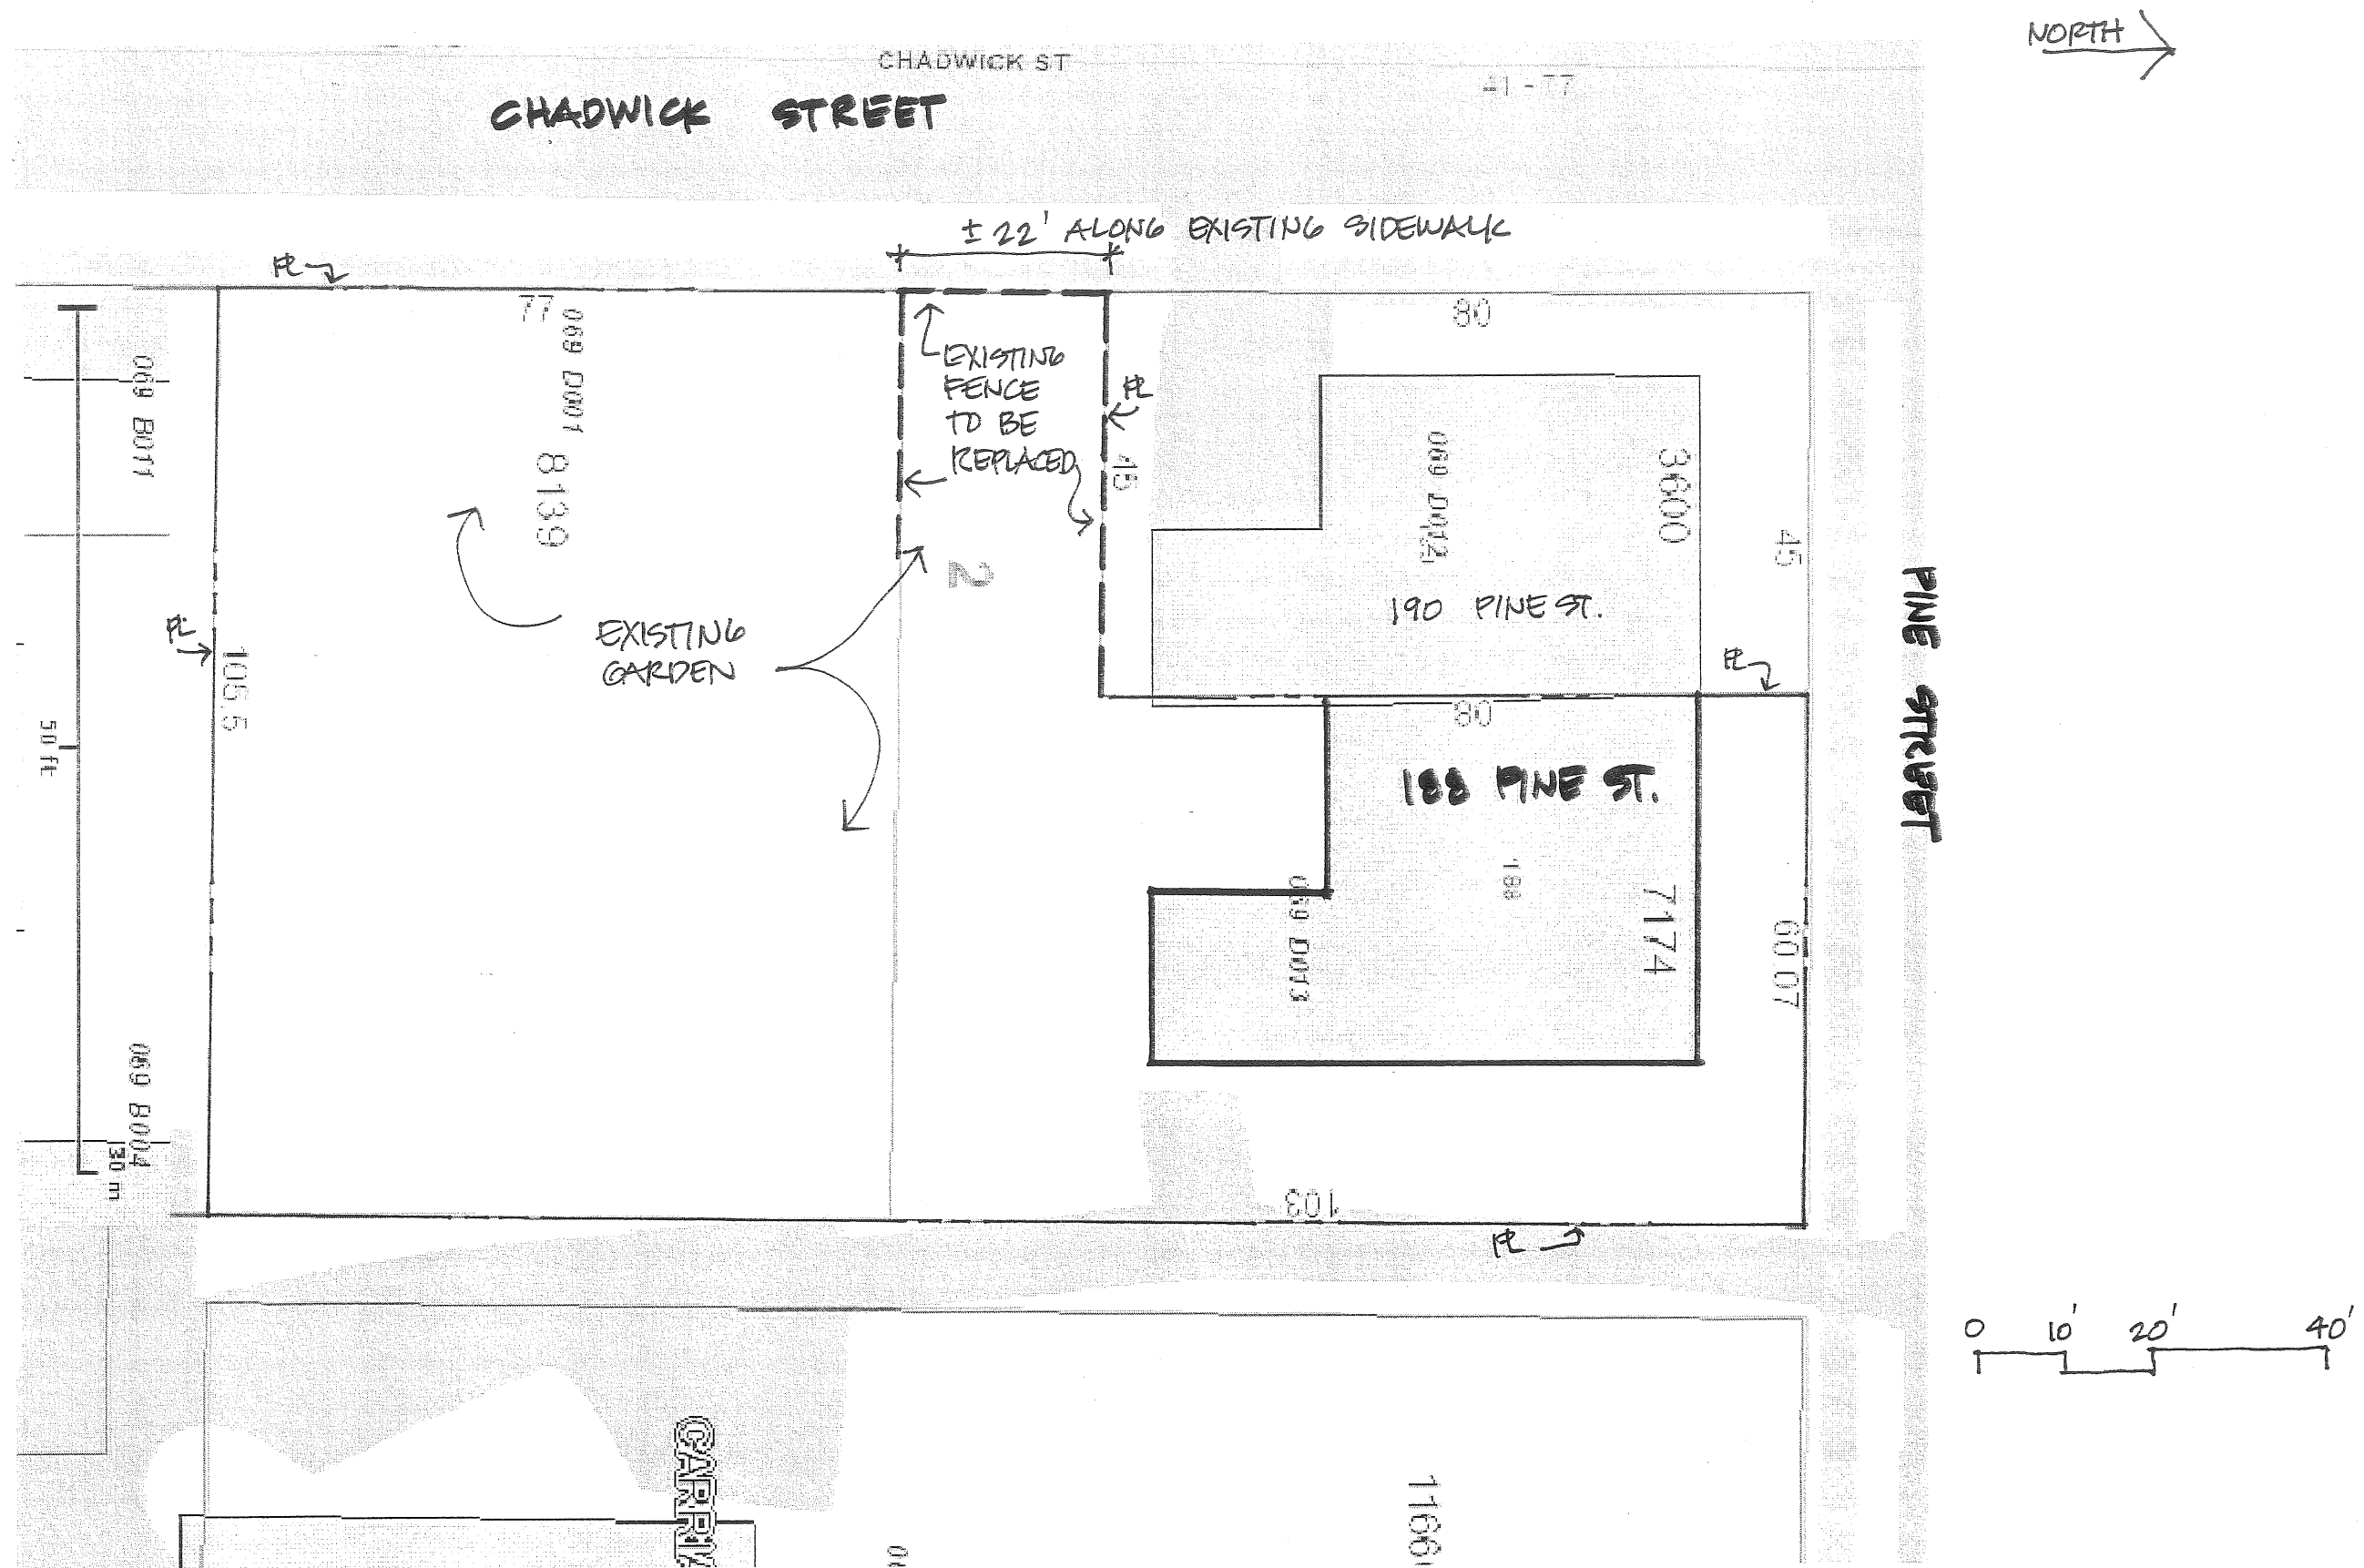 NORTH
CHADWICK ST
41 - 77
CHADWICK STREET
± 22' ALONG EXISTING SIDEWALK
PL
77
80
069 D001
8139
EXISTING
FENCE
TO BE
REPLACED
PL
45
069 B011
069 D012
36000
45
190 PINE ST.
2
EXISTING
GARDEN
PL
105.5
PL
PINE STREET
50 ft
80
188 PINE ST.
188
069 D013
7174
60.07
069 B004
30 m
103
PL
0 10' 20' 40'